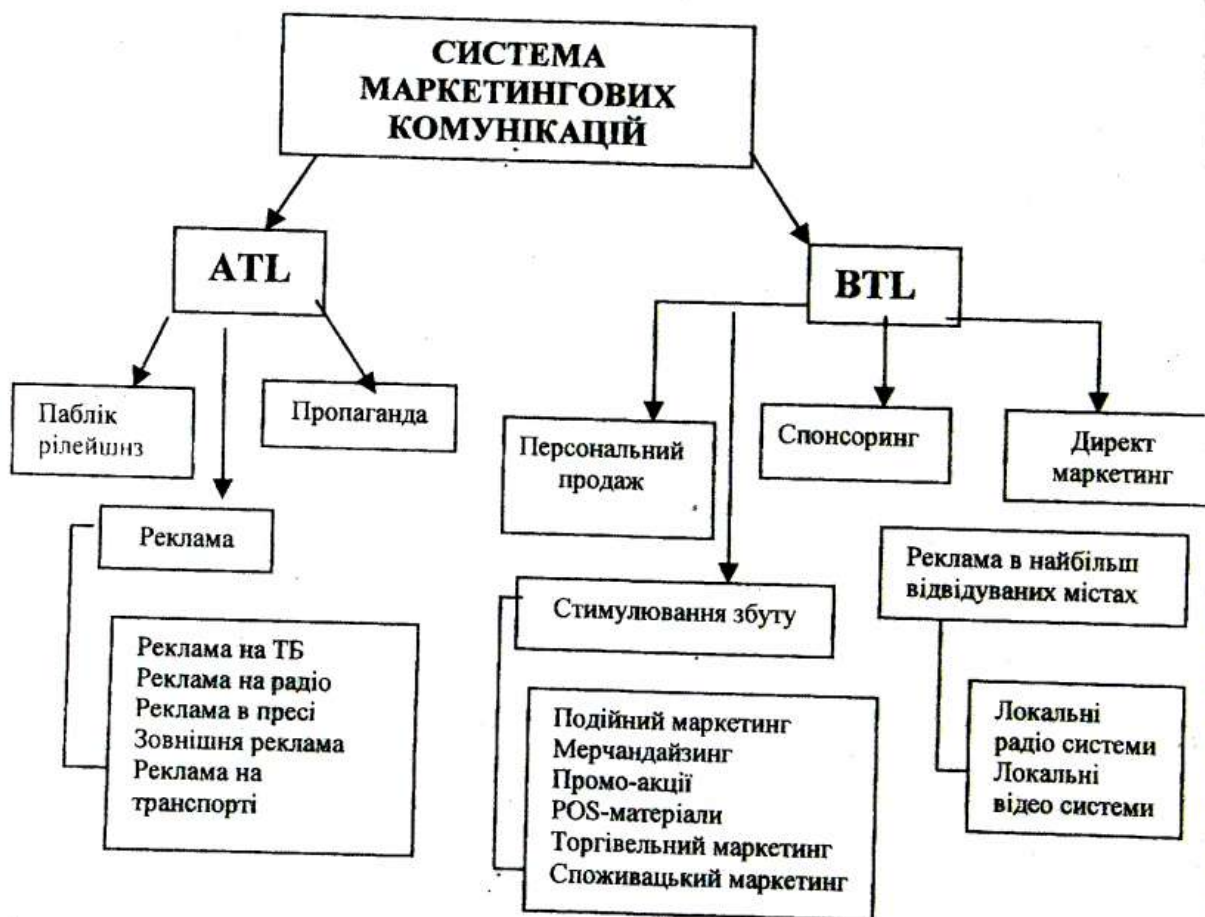 СИСТЕМА
МАРКЕТИНГОВИХ
КОМУНІКАЦІЙ
ATL
BTL
Паблік
рілейшнз
Пропаганда
Реклама
Реклама на ТБ
Реклама на радіо
Реклама в пресі
Зовнішня реклама
Реклама на
транспорті
Персональний
продаж
Спонсоринг
Директ
маркетинг
Стимулювання збуту
Подійний маркетинг
Мерчандайзинг
Промо-акції
POS-матеріали
Торгівельний маркетинг
Споживацький маркетинг
Реклама в найбільш
відвідуваних містах
Локальні
радіо системи
Локальні
відео системи